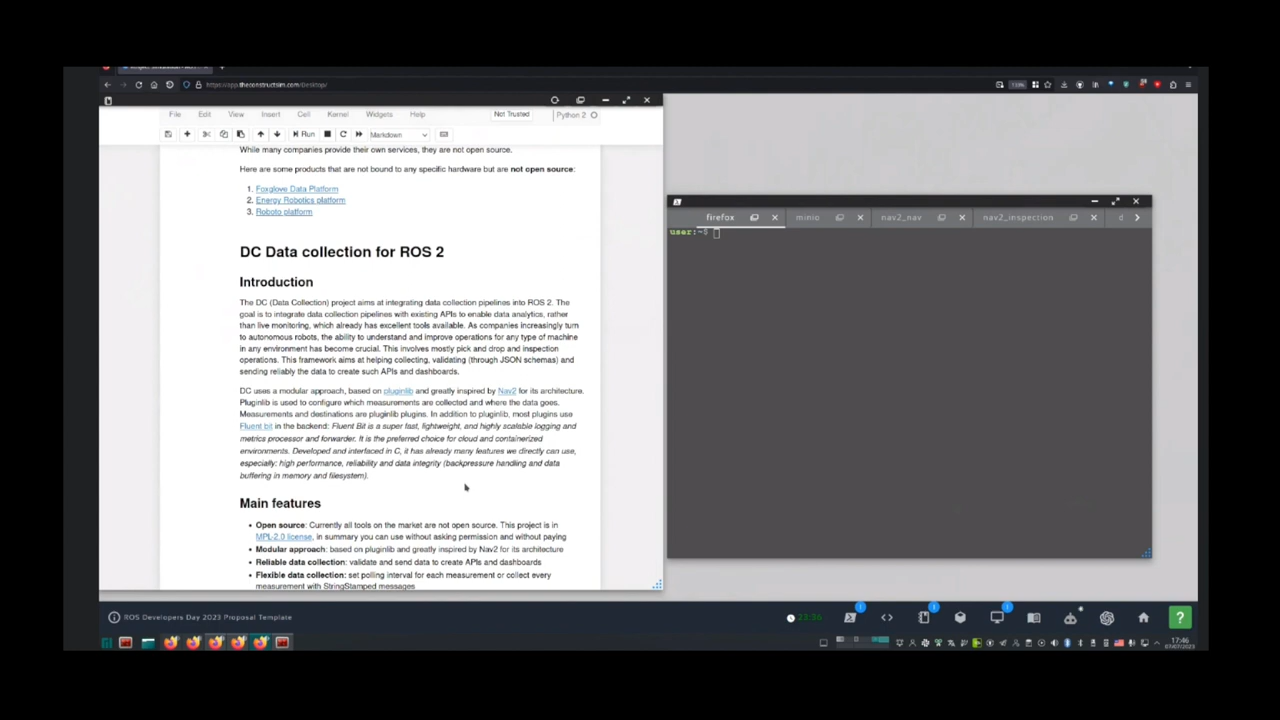 https://app.theconstructsim.com/Desktop/
File Edit View Insert Cell Kernel Widgets Help Not Trusted Python 2
Run Markdown
While many companies provide their own services, they are not open source.
Here are some products that are not bound to any specific hardware but are not open source:
1. Foxglove Data Platform
2. Energy Robotics platform
3. Roboto platform
DC Data collection for ROS 2
Introduction
The DC (Data Collection) project aims at integrating data collection pipelines into ROS 2. The
goal is to integrate data collection pipelines with existing APIs to enable data analytics, rather
than live monitoring, which already has excellent tools available. As companies increasingly turn
to autonomous robots, the ability to understand and improve operations for any type of machine
in any environment has become crucial. This involves mostly pick and drop and inspection
operations. This framework aims at helping collecting, validating (through JSON schemas) and
sending reliably the data to create such APIs and dashboards.
DC uses a modular approach, based on pluginlib and greatly inspired by Nav2 for its architecture.
Pluginlib is used to configure which measurements are collected and where the data goes.
Measurements and destinations are pluginlib plugins. In addition to pluginlib, most plugins use
Fluent bit in the backend: Fluent Bit is a super fast, lightweight, and highly scalable logging and
metrics processor and forwarder. It is the preferred choice for cloud and containerized
environments. Developed and interfaced in C, it has already many features we directly can use,
especially: high performance, reliability and data integrity (backpressure handling and data
buffering in memory and filesystem).
Main features
• Open source: Currently all tools on the market are not open source. This project is in
MPL-2.0 license, in summary you can use without asking permission and without paying
• Modular approach: based on pluginlib and greatly inspired by Nav2 for its architecture
• Reliable data collection: validate and send data to create APIs and dashboards
• Flexible data collection: set polling interval for each measurement or collect every
measurement with StringStamped messages
firefox minio nav2_nav nav2_inspection d
user:~$
ROS Developers Day 2023 Proposal Template
1 1 1 ?
17:46
07/07/2023